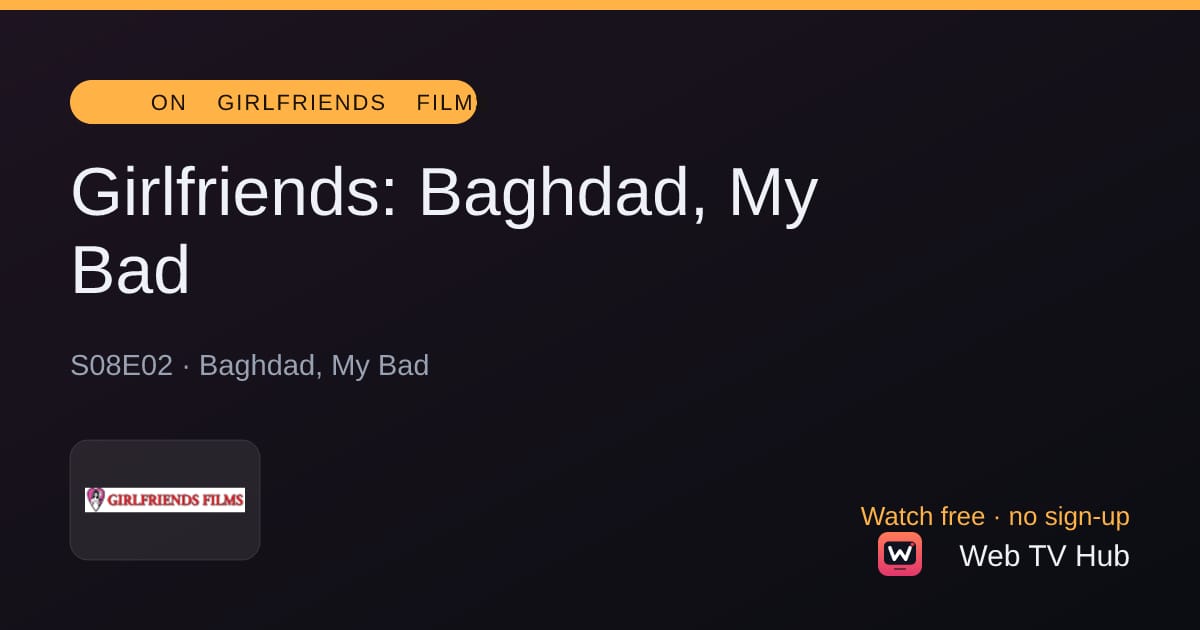 ON GIRLFRIENDS FILM
Girlfriends: Baghdad, My
Bad
S08E02 · Baghdad, My Bad
GIRLFRIENDS FILMS
Watch free · no sign-up
W
Web TV Hub